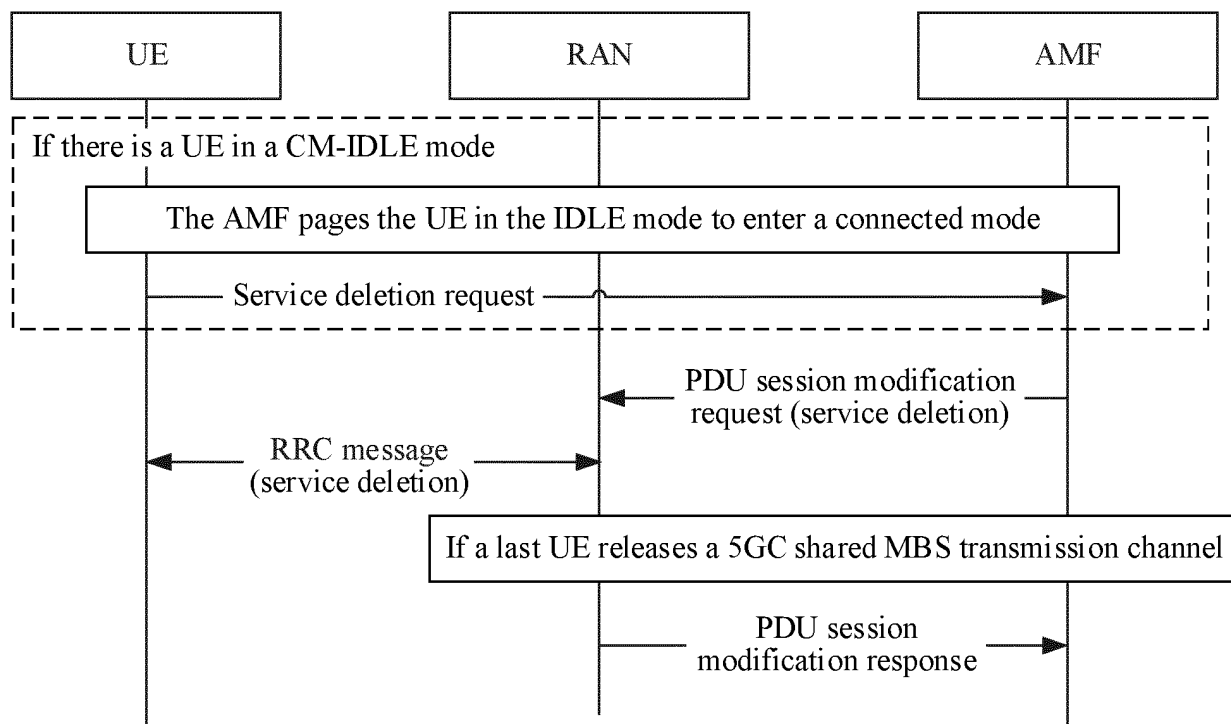 UE
RAN
AMF
If there is a UE in a CM-IDLE mode
The AMF pages the UE in the IDLE mode to enter a connected mode
Service deletion request
PDU session modification
request (service deletion)
RRC message
(service deletion)
If a last UE releases a 5GC shared MBS transmission channel
PDU session
modification response